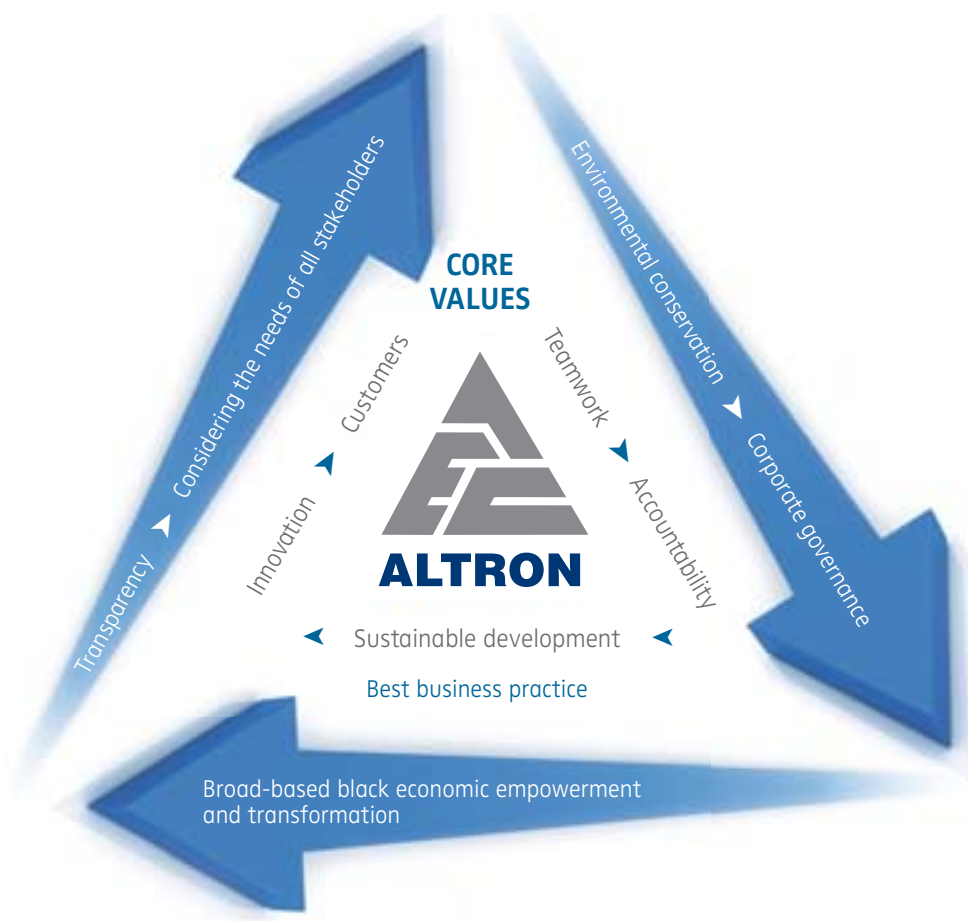 Transparency
Considering the needs of all stakeholders
Environmental conservation
Corporate governance
CORE
VALUES
Innovation
Customers
Teamwork
Accountability
ALTRON
Sustainable development
Best business practice
Broad-based black economic empowerment
and transformation